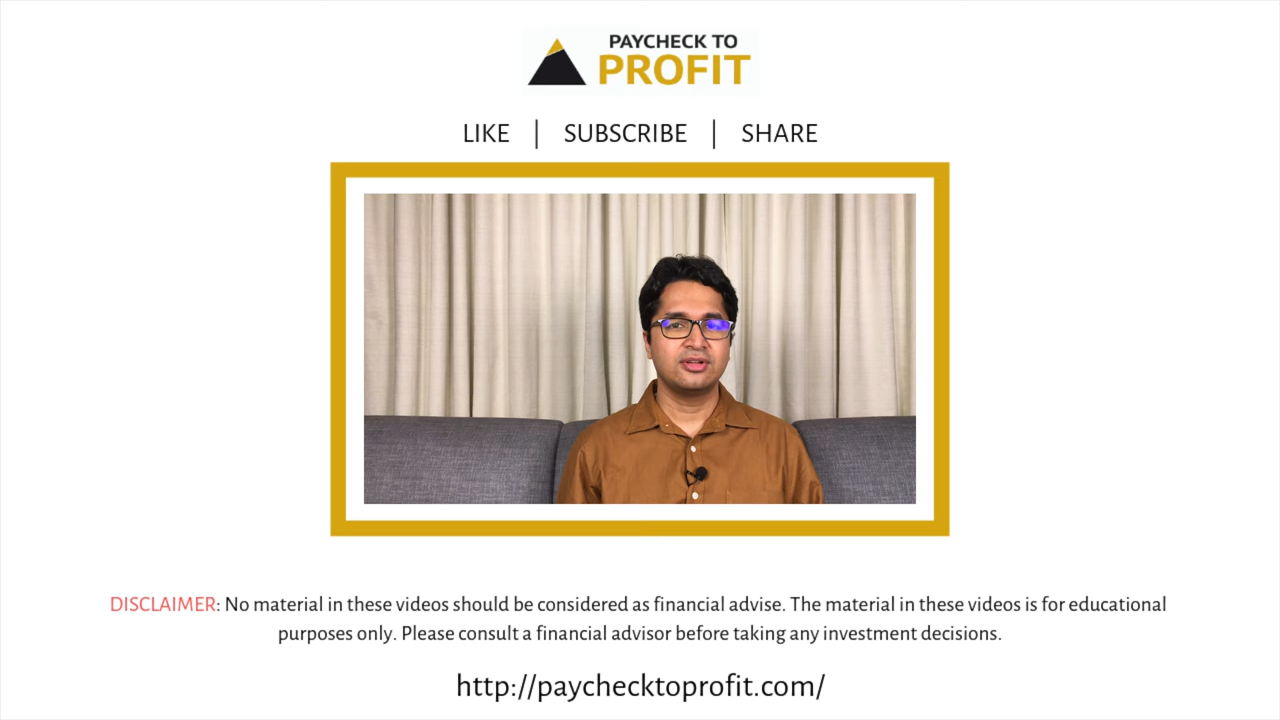 PAYCHECK TO
PROFIT
LIKE | SUBSCRIBE | SHARE
DISCLAIMER: No material in these videos should be considered as financial advise. The material in these videos is for educational
purposes only. Please consult a financial advisor before taking any investment decisions.
http://paychecktoprofit.com/